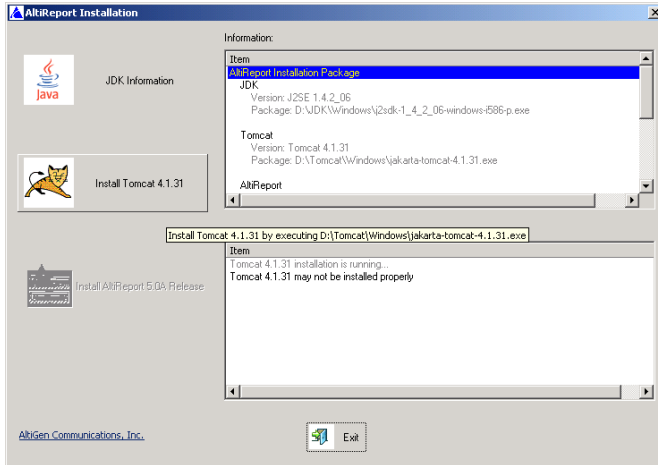 AltiReport Installation
Information:
Java
JDK Information
Item
AltiReport Installation Package
JDK
Version: J2SE 1.4.2_06
Package: D:\JDK\Windows\j2sdk-1_4_2_06-windows-i586-p.exe
Tomcat
Version: Tomcat 4.1.31
Package: D:\Tomcat\Windows\jakarta-tomcat-4.1.31.exe
AltiReport
Install Tomcat 4.1.31
Install Tomcat 4.1.31 by executing D:\Tomcat\Windows\jakarta-tomcat-4.1.31.exe
Item
Tomcat 4.1.31 installation is running...
Tomcat 4.1.31 may not be installed properly
Install AltiReport 5.0A Release
AltiGen Communications, Inc.
Exit